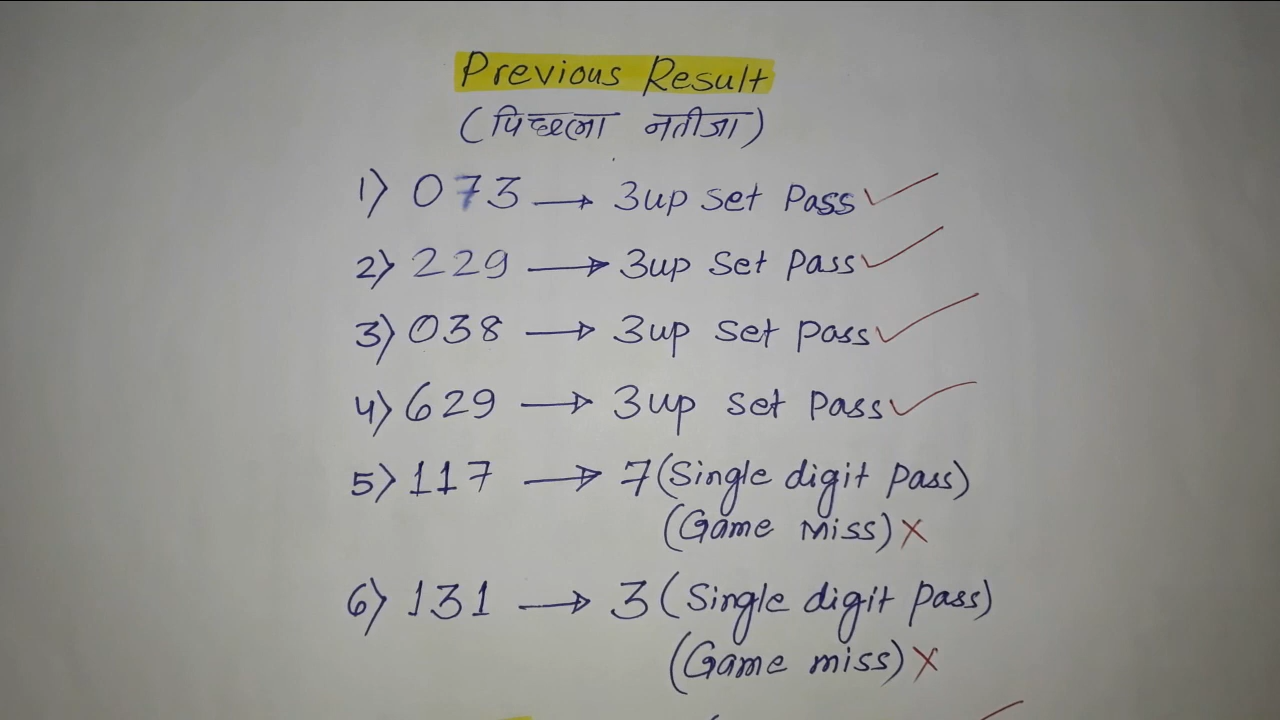 Previous Result
(पिछला नतीजा)
1) 073 → 3up set Pass ✓
2) 229 → 3up set Pass ✓
3) 038 → 3up set pass ✓
4) 629 → 3up set pass ✓
5) 117 → 7 (Single digit pass)
(Game miss) ×
6) 131 → 3 (Single digit pass)
(Game miss) ×